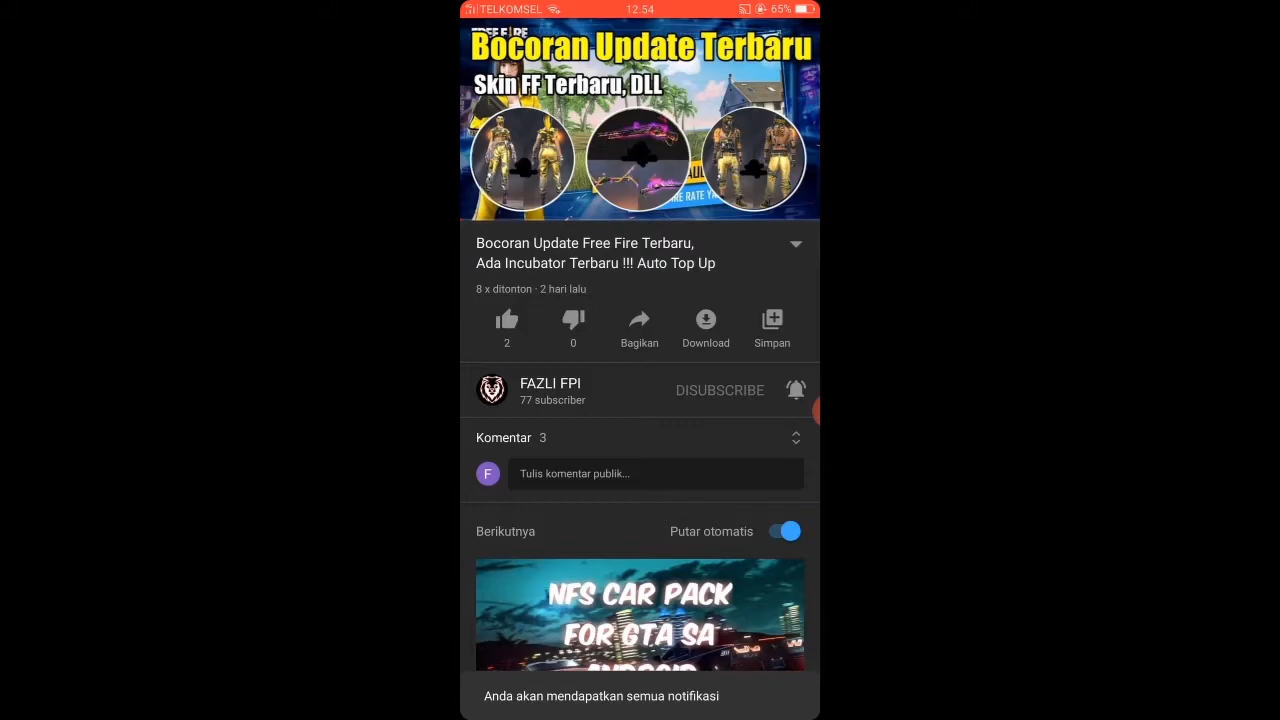 TELKOMSEL
12.54
65%
FREE FIRE
Bocoran Update Terbaru
Skin FF Terbaru, DLL
Bocoran Update Free Fire Terbaru,
Ada Incubator Terbaru !!! Auto Top Up
8 x ditonton · 2 hari lalu
2
0
Bagikan
Download
Simpan
FAZLI FPI
77 subscriber
DISUBSCRIBE
Komentar 3
F
Tulis komentar publik...
Berikutnya
Putar otomatis
NFS CAR PACK
FOR GTA SA
ANDROID
Anda akan mendapatkan semua notifikasi